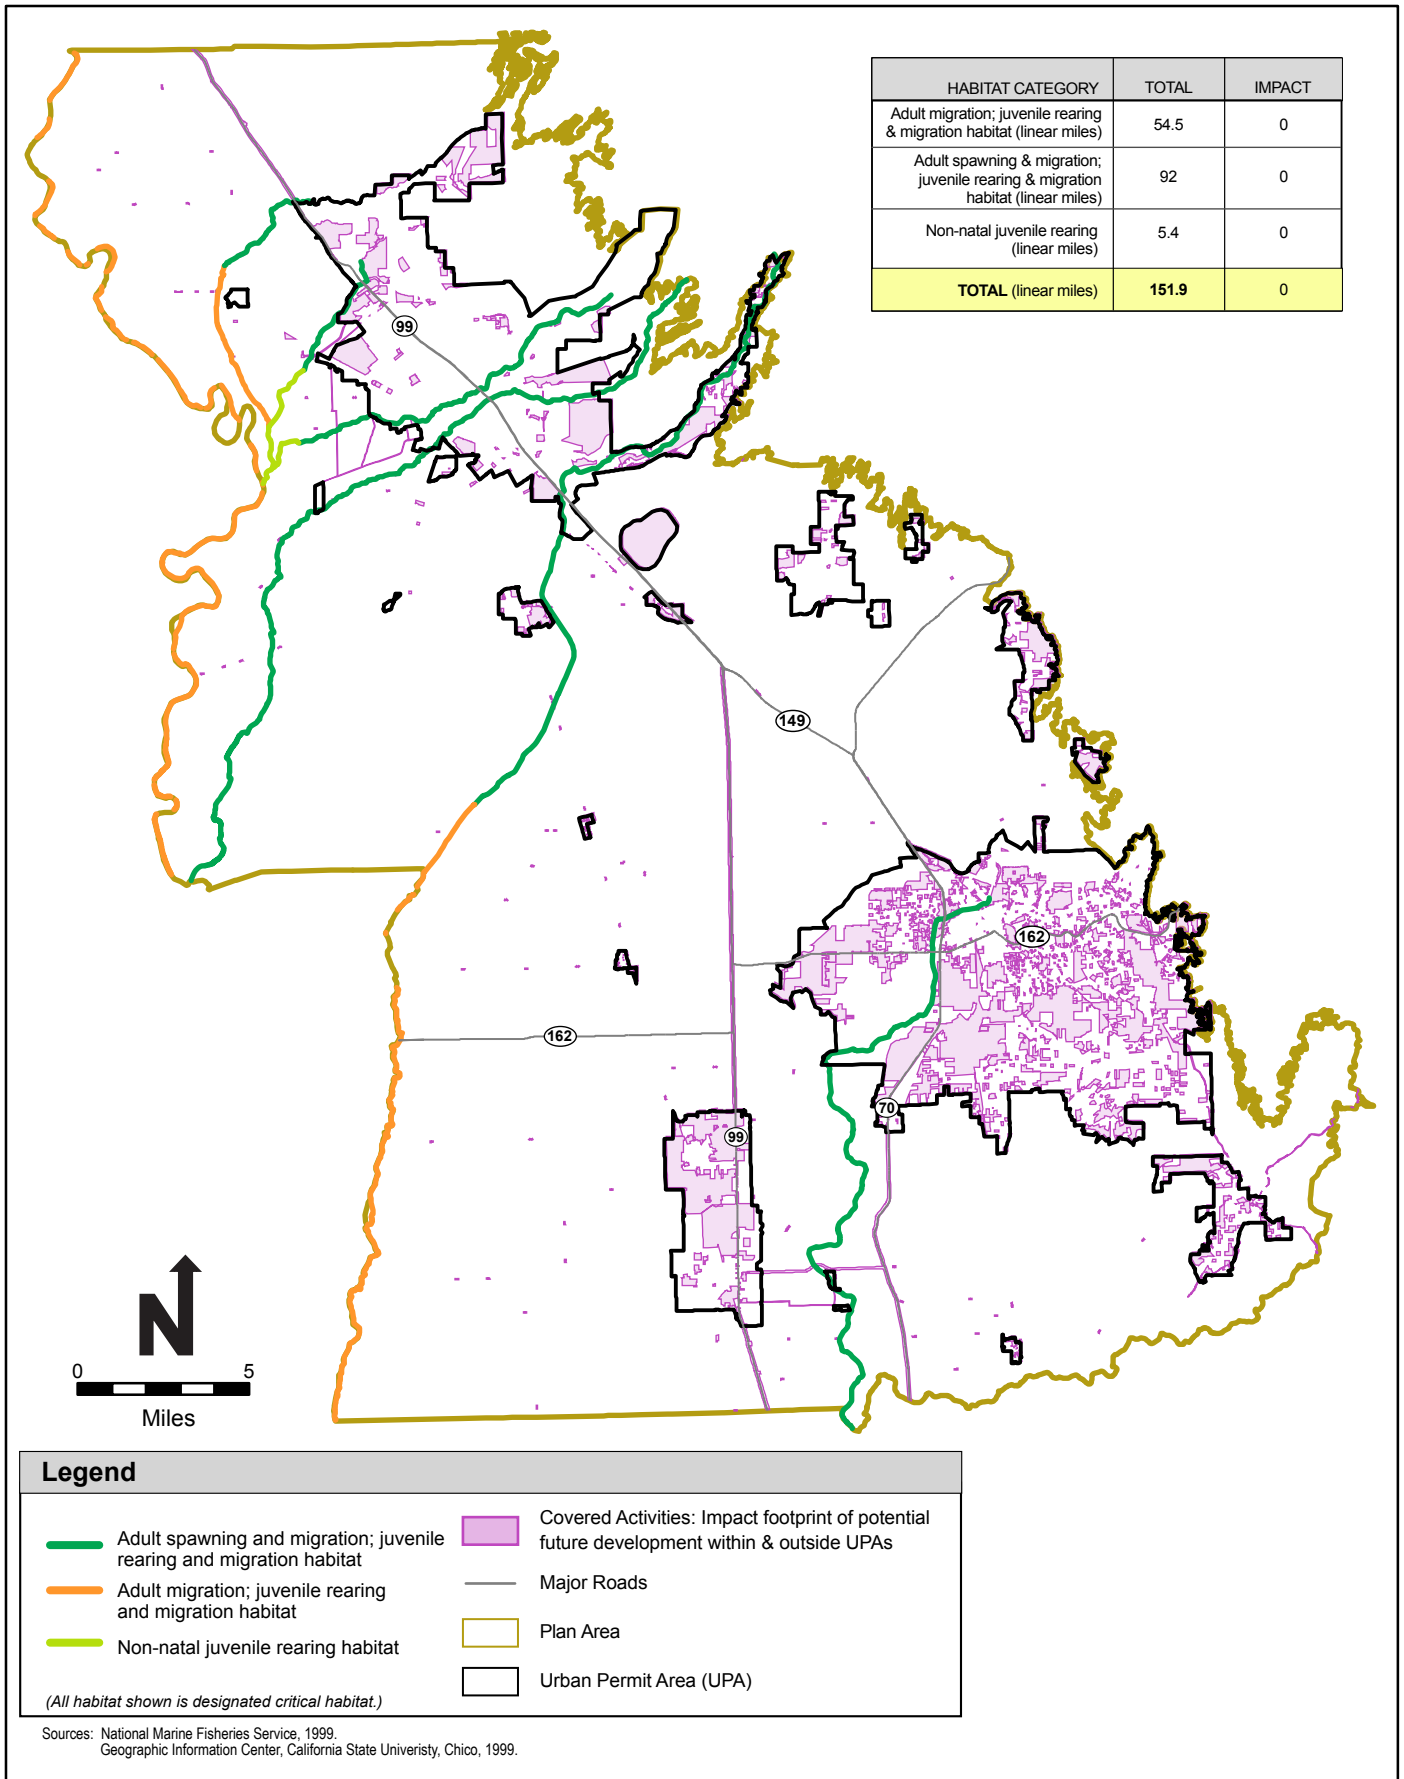 HABITAT CATEGORY TOTAL IMPACT
Adult migration; juvenile rearing
& migration habitat (linear miles) 54.5 0
Adult spawning & migration;
juvenile rearing & migration
habitat (linear miles) 92 0
Non-natal juvenile rearing
(linear miles) 5.4 0
TOTAL (linear miles) 151.9 0
99
149
162
162
70
99
N
0 5
Miles
Legend
Adult spawning and migration; juvenile
rearing and migration habitat
Adult migration; juvenile rearing
and migration habitat
Non-natal juvenile rearing habitat
(All habitat shown is designated critical habitat.)
Covered Activities: Impact footprint of potential
future development within & outside UPAs
Major Roads
Plan Area
Urban Permit Area (UPA)
Sources: National Marine Fisheries Service, 1999.
Geographic Information Center, California State Univeristy, Chico, 1999.